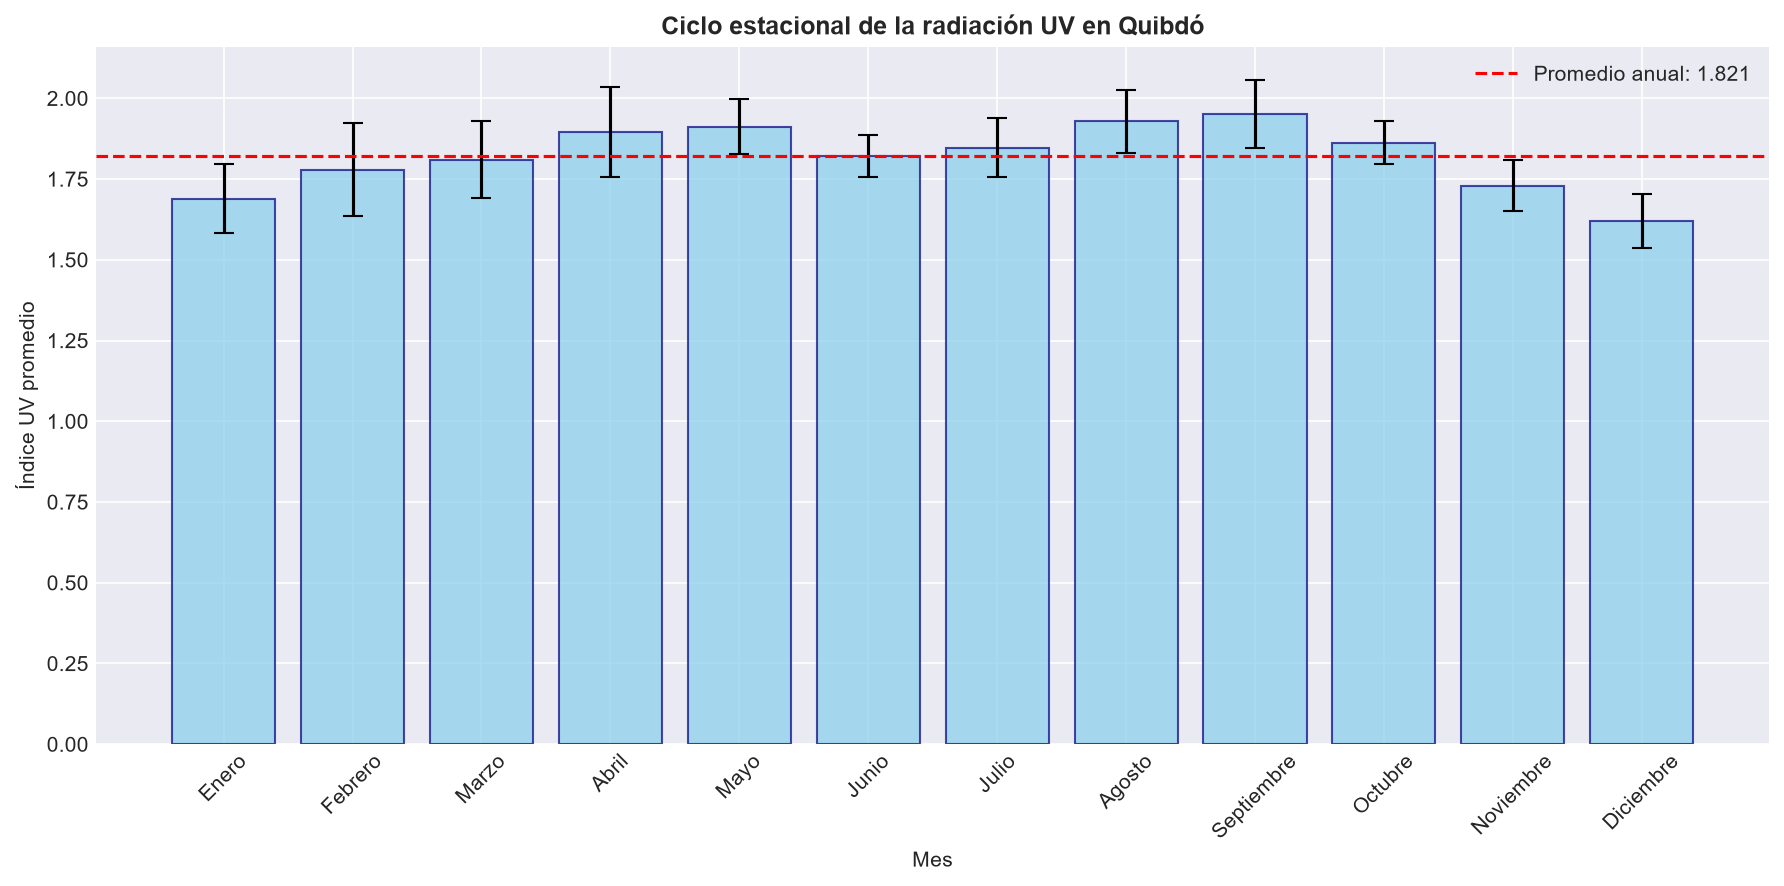 Ciclo estacional de la radiación UV en Quibdó
Promedio anual: 1.821
Índice UV promedio
2.00
1.75
1.50
1.25
1.00
0.75
0.50
0.25
0.00
Enero
Febrero
Marzo
Abril
Mayo
Junio
Julio
Agosto
Septiembre
Octubre
Noviembre
Diciembre
Mes